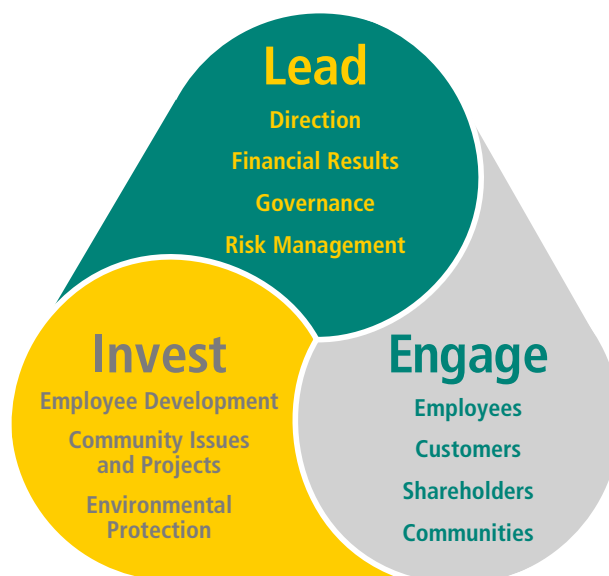 Lead
Direction
Financial Results
Governance
Risk Management
Invest
Employee Development
Community Issues
and Projects
Environmental
Protection
Engage
Employees
Customers
Shareholders
Communities